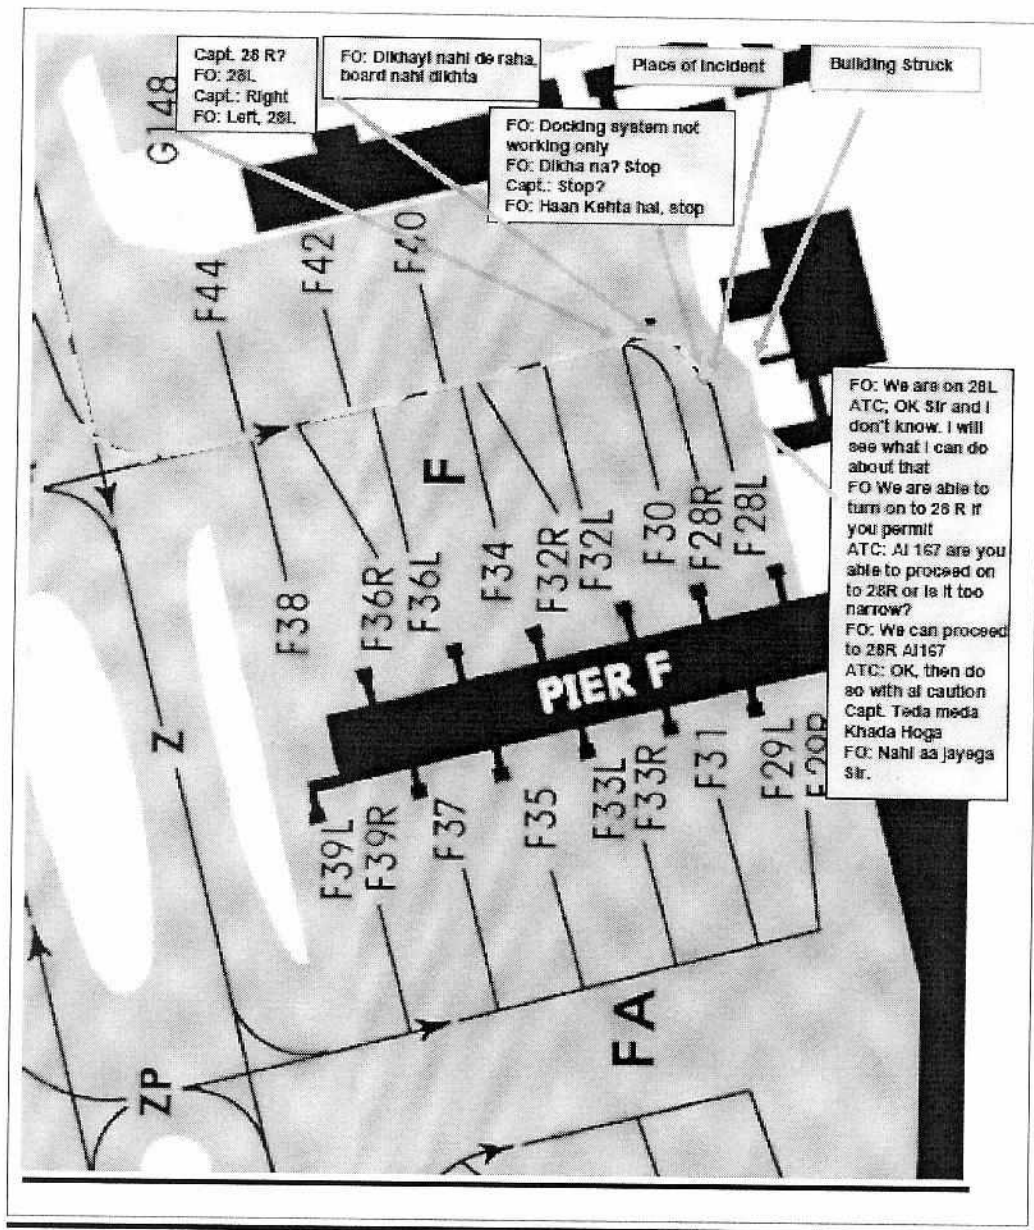 Capt. 28 R?
FO: 28L
Capt.: Right
FO: Left, 28L
FO: Dikhayi nahi de raha,
board nahi dikhta
Place of Incident
Building Struck
FO: Docking system not
working only
FO: Dikha na? Stop
Capt.: Stop?
FO: Haan Kehta hai, stop
G148
F44
F42
F40
FO: We are on 28L
ATC; OK Sir and I
don't know. I will
see what I can do
about that
FO We are able to
turn on to 28 R if
you permit
ATC: AI 167 are you
able to proceed on
to 28R or is it too
narrow?
FO: We can proceed
to 28R AI167
ATC: OK, then do
so with al caution
Capt. Teda meda
Khada Hoga
FO: Nahi aa jayega
Sir.
F
F38
F36R
F36L
F34
F32R
F32L
F30
F28R
F28L
PIER F
Z
F39L
F39R
F37
F35
F33L
F33R
F31
F29L
F29R
FA
ZP